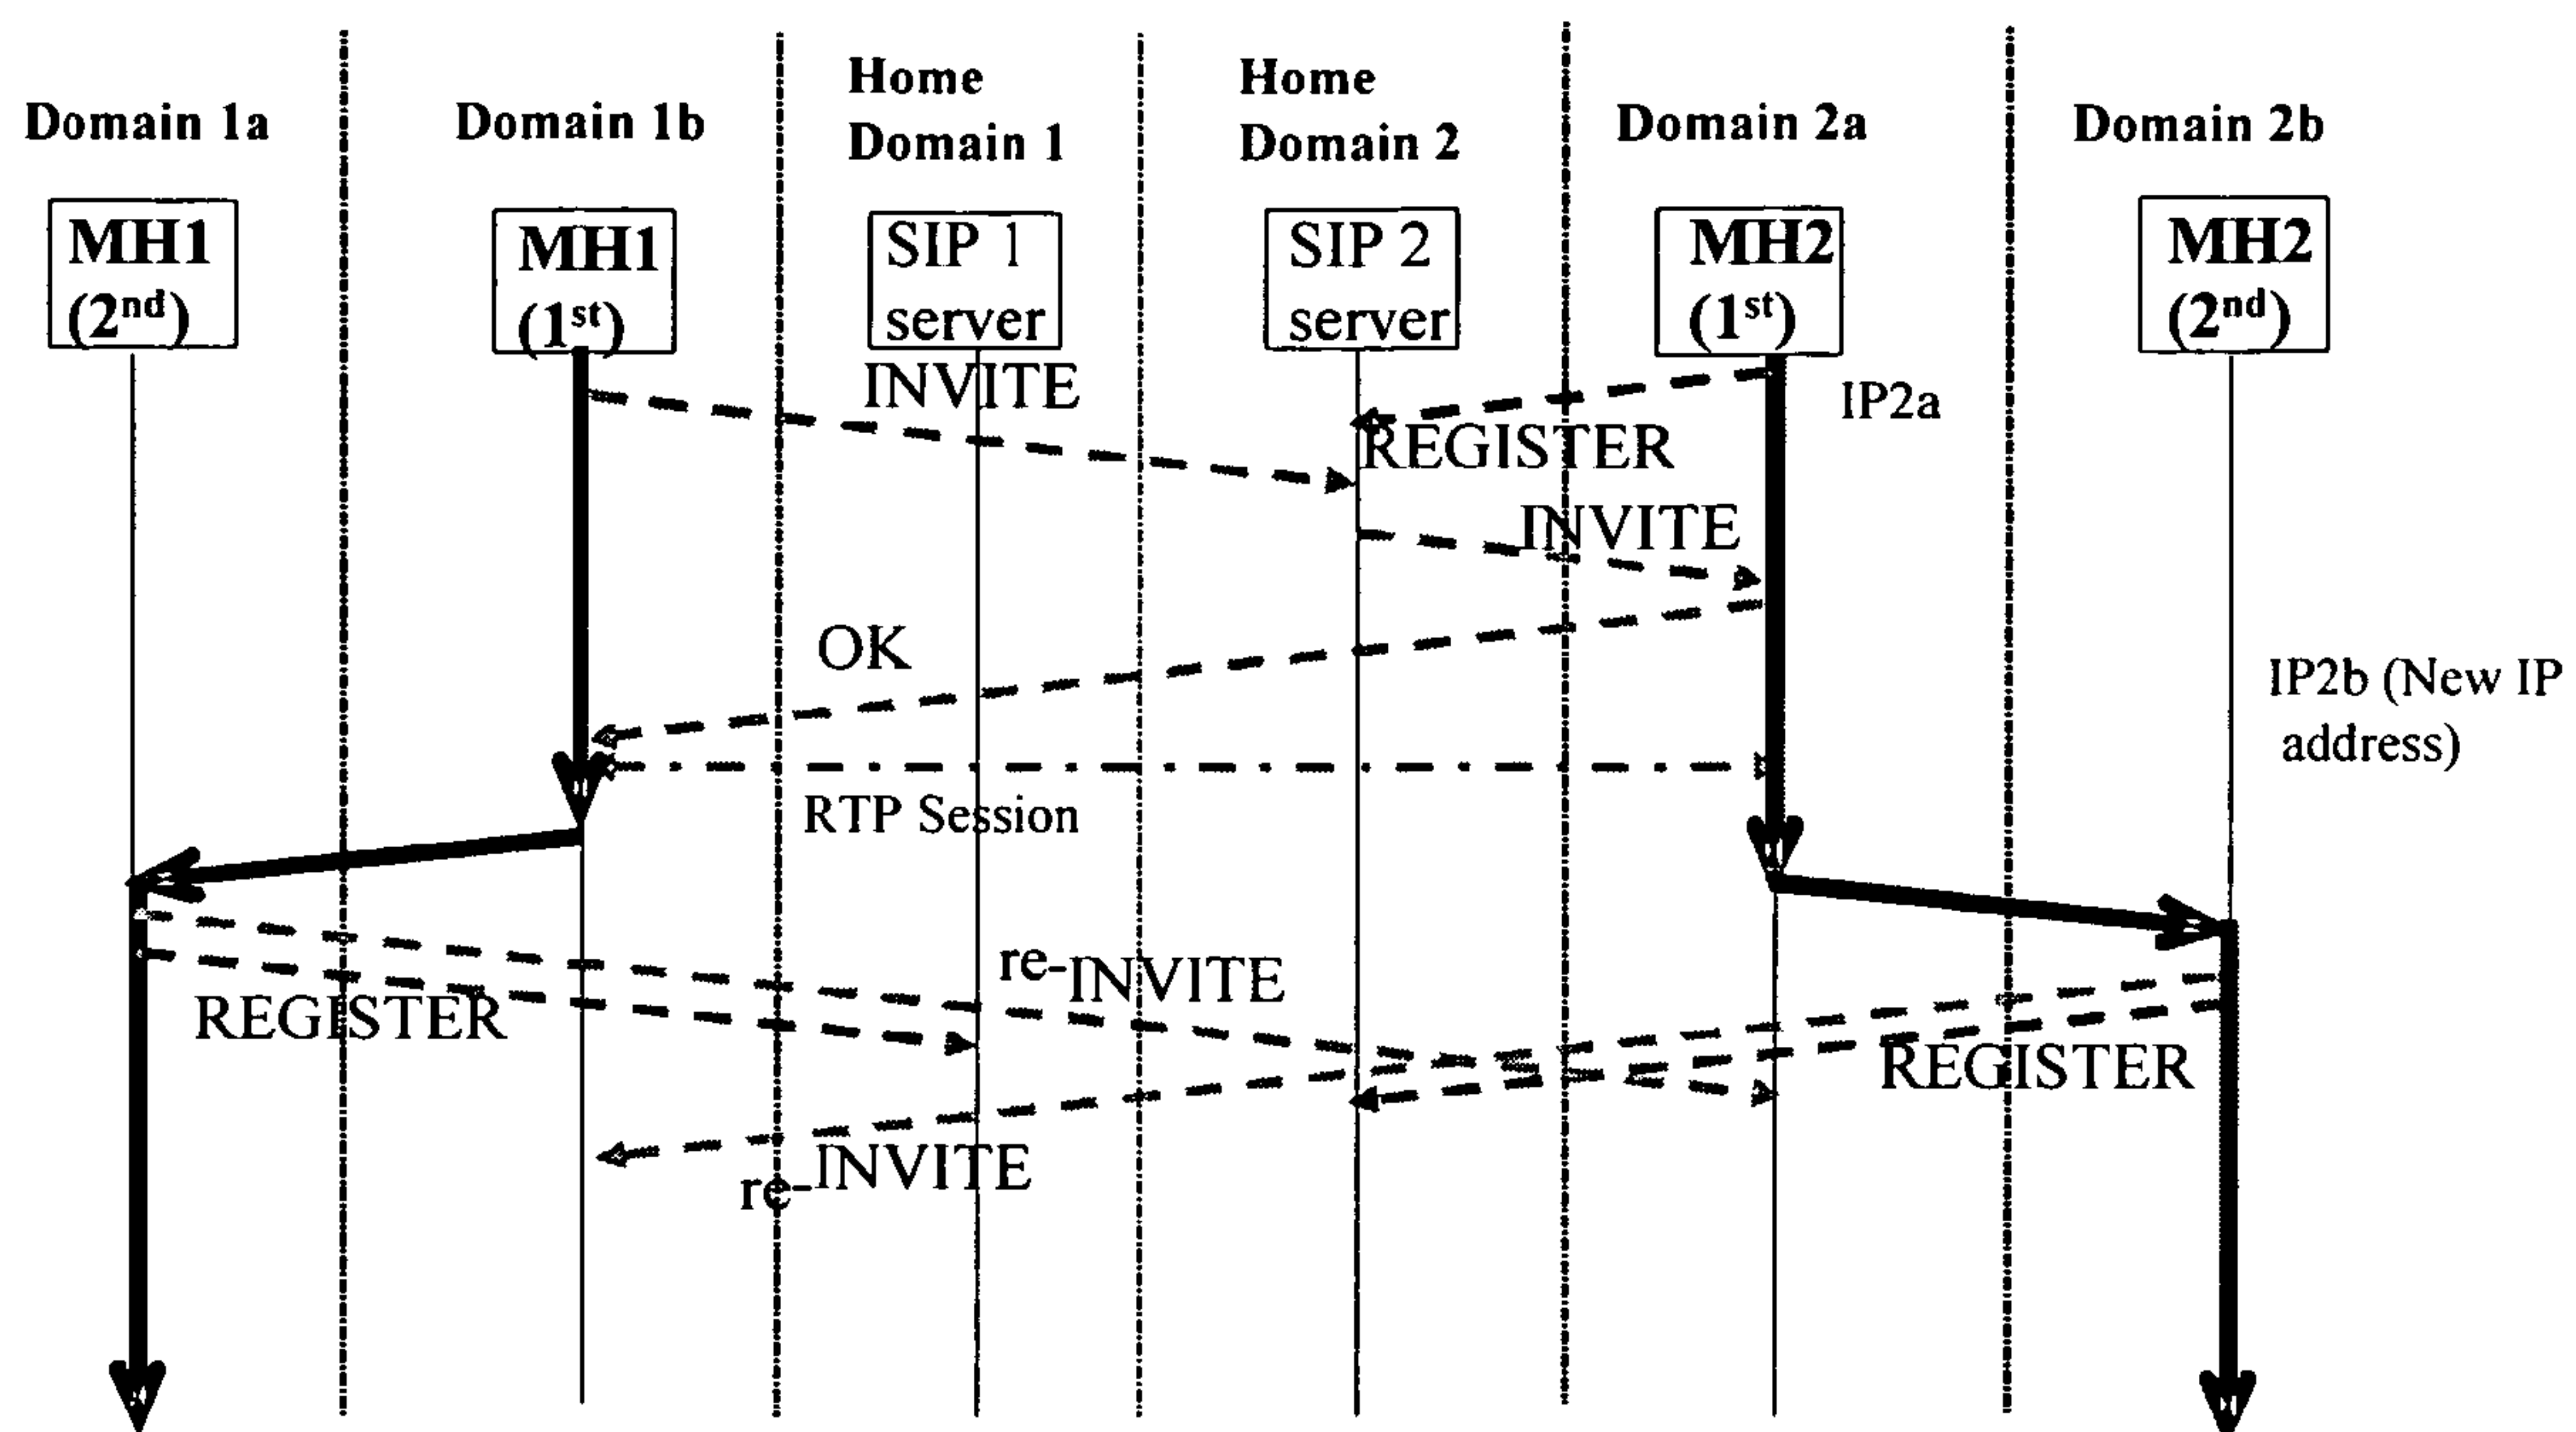 Domain 1a
Domain 1b
Home
Domain 1
Home
Domain 2
Domain 2a
Domain 2b
MH1
(2nd)
MH1
(1st)
SIP 1
server
SIP 2
server
MH2
(1st)
MH2
(2nd)
INVITE
IP2a
REGISTER
INVITE
OK
IP2b (New IP
address)
RTP Session
re-INVITE
REGISTER
REGISTER
re-INVITE